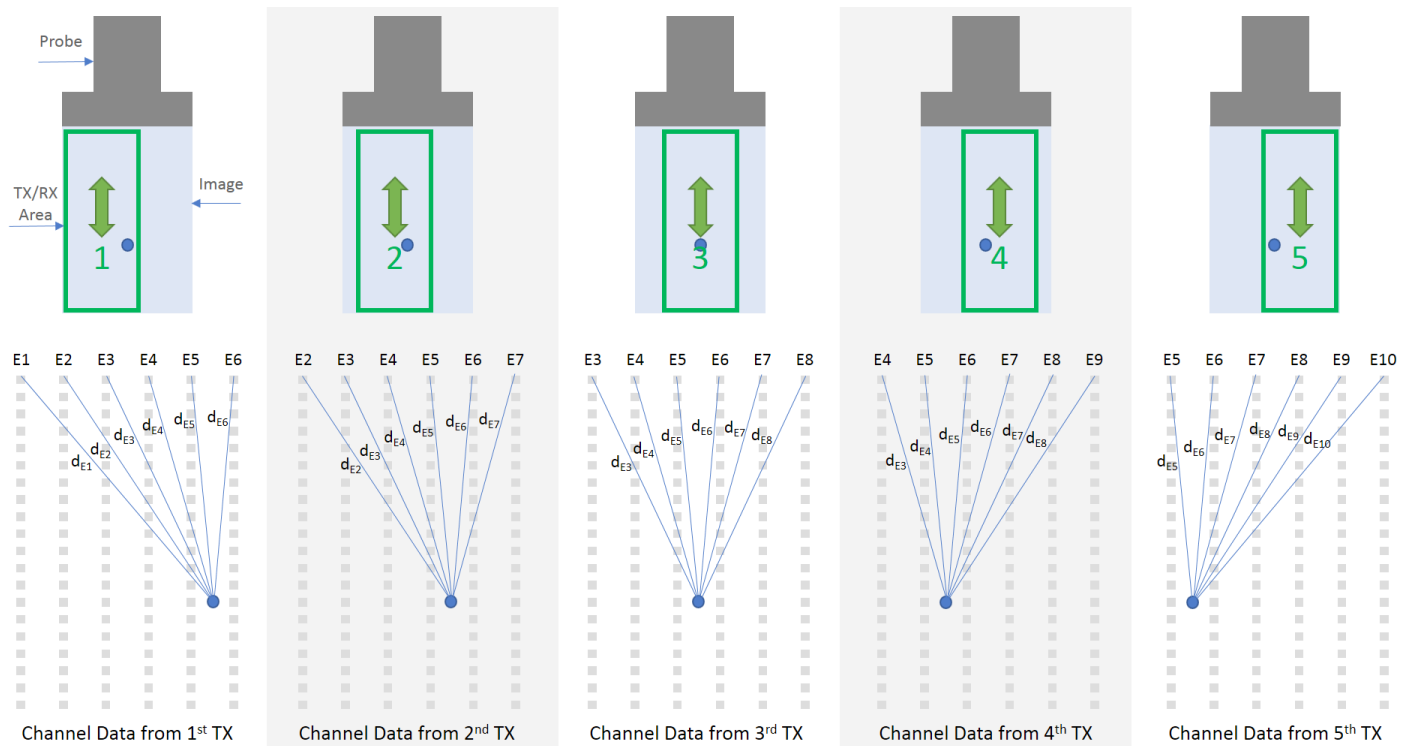 Probe
TX/RX
Area
Image
1
2
3
4
5
E1 E2 E3 E4 E5 E6
dE1 dE2 dE3 dE4 dE5 dE6
Channel Data from 1st TX
E2 E3 E4 E5 E6 E7
dE2 dE3 dE4 dE5 dE6 dE7
Channel Data from 2nd TX
E3 E4 E5 E6 E7 E8
dE3 dE4 dE5 dE6 dE7 dE8
Channel Data from 3rd TX
E4 E5 E6 E7 E8 E9
dE3 dE4 dE5 dE6 dE7 dE8
Channel Data from 4th TX
E5 E6 E7 E8 E9 E10
dE5 dE6 dE7 dE8 dE9 dE10
Channel Data from 5th TX